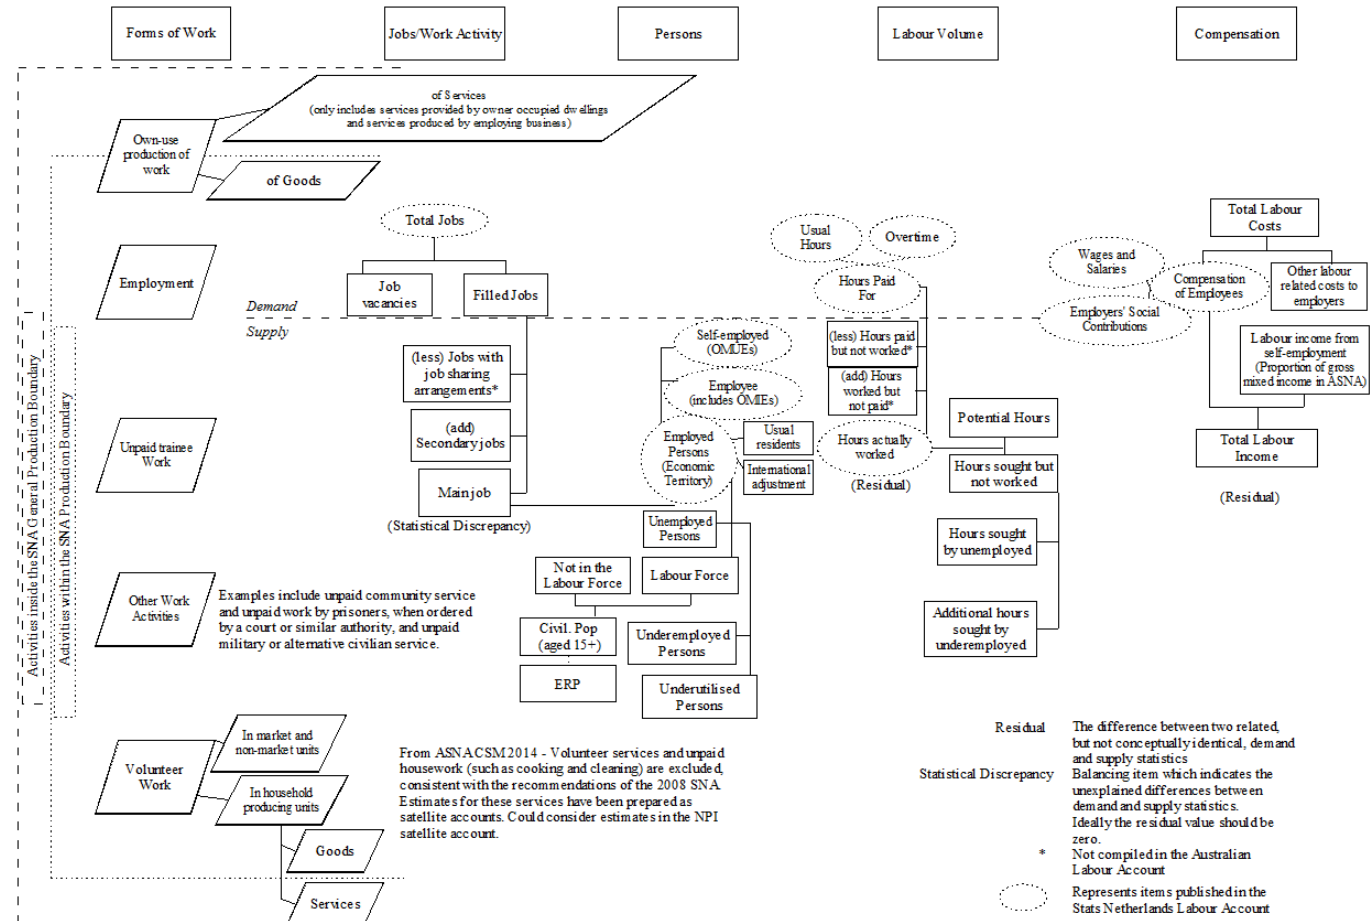 Forms of Work
Jobs/Work Activity
Persons
Labour Volume
Compensation
of Services
(only includes services provided by owner occupied dwellings
and services produced by employing business)
Own-use
production of
work
of Goods
Employment
Unpaid trainee
Work
Other Work
Activities
Examples include unpaid community service
and unpaid work by prisoners, when ordered
by a court or similar authority, and unpaid
military or alternative civilian service.
Volunteer
Work
In market and
non-market units
In household
producing units
Goods
Services
Activities inside the SNA General Production Boundary
Activities within the SNA Production Boundary
Demand
Supply
Total Jobs
Job
vacancies
Filled Jobs
(less) Jobs with
job sharing
arrangements*
(add)
Secondary jobs
Main job
(Statistical Discrepancy)
Self-employed
(OMUEs)
Employee
(includes OMIEs)
Employed
Persons
(Economic
Territory)
Usual
residents
International
adjustment
Unemployed
Persons
Not in the
Labour Force
Labour Force
Civil. Pop
(aged 15+)
ERP
Underemployed
Persons
Underutilised
Persons
Usual
Hours
Overtime
Hours Paid
For
(less) Hours paid
but not worked*
(add) Hours
worked but
not paid*
Hours actually
worked
(Residual)
Potential Hours
Hours sought but
not worked
Hours sought
by unemployed
Additional hours
sought by
underemployed
Total Labour
Costs
Wages and
Salaries
Compensation
of Employees
Other labour
related costs to
employers
Employers' Social
Contributions
Labour income from
self-employment
(Proportion of gross
mixed income in ASNA)
Total Labour
Income
(Residual)
From ASNACSM 2014 - Volunteer services and unpaid
housework (such as cooking and cleaning) are excluded,
consistent with the recommendations of the 2008 SNA.
Estimates for these services have been prepared as
satellite accounts. Could consider estimates in the NPI
satellite account.
Residual The difference between two related,
but not conceptually identical, demand
and supply statistics
Statistical Discrepancy Balancing item which indicates the
unexplained differences between
demand and supply statistics.
Ideally the residual value should be
zero.
* Not compiled in the Australian
Labour Account
Represents items published in the
Stats Netherlands Labour Account